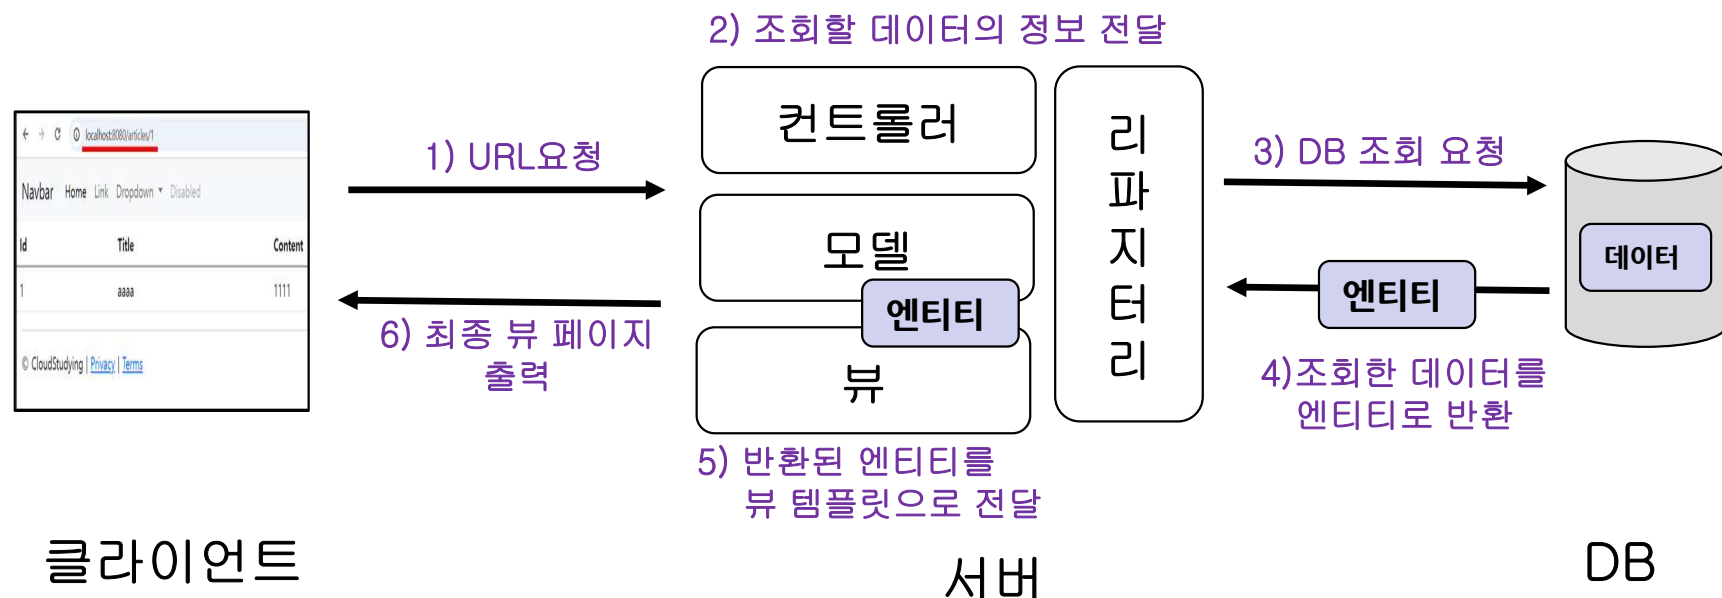 2) 조회할 데이터의 정보 전달
컨트롤러
리파지터리
localhost:8080/articles/1
1) URL요청
3) DB 조회 요청
Navbar Home Link Dropdown Disabled
모델
Id Title Content
데이터
1 aaaa 1111
엔티티
엔티티
6) 최종 뷰 페이지
출력
뷰
© CloudStudying | Privacy | Terms
4)조회한 데이터를
엔티티로 반환
5) 반환된 엔티티를
뷰 템플릿으로 전달
클라이언트
서버
DB